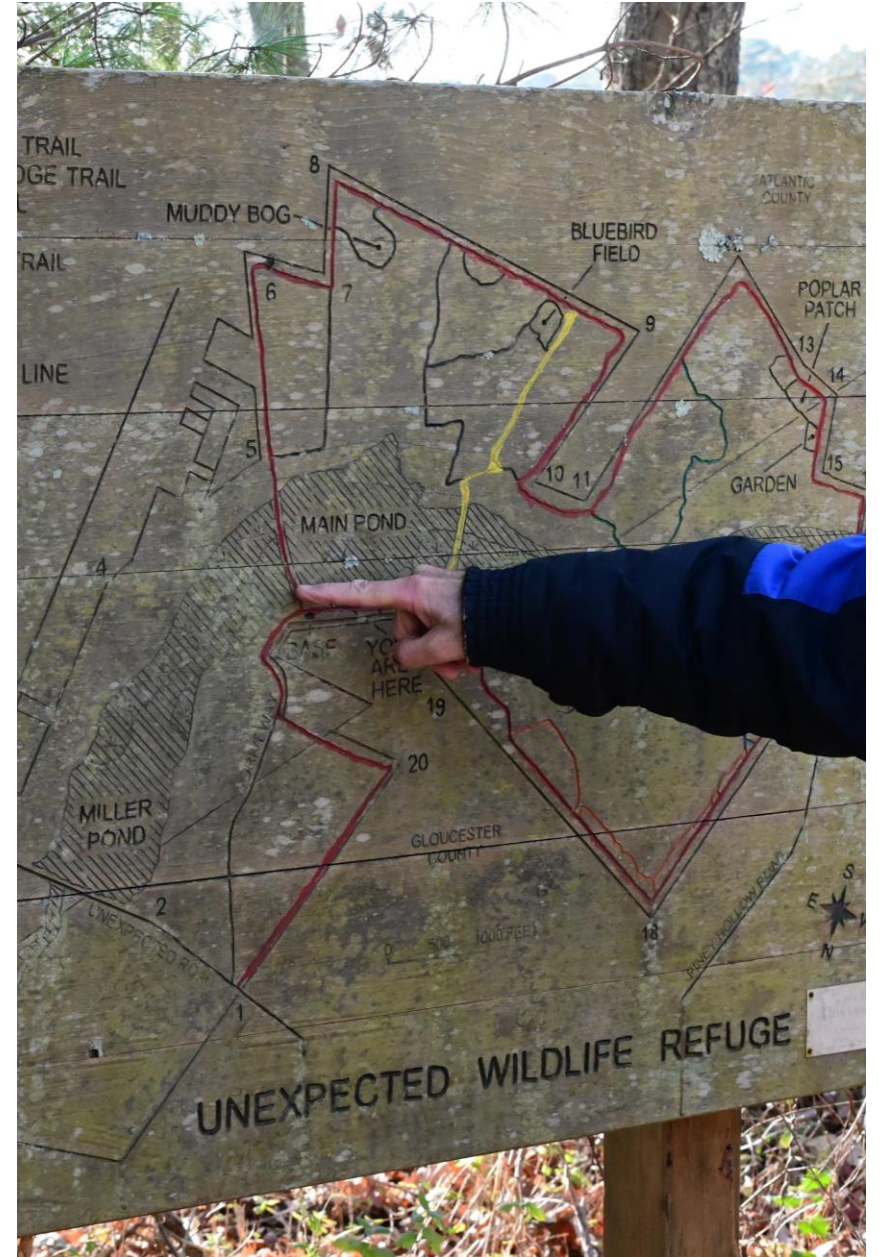 TRAIL
DGE TRAIL
RAIL
LINE
8
MUDDY BOG
6
7
BLUEBIRD
FIELD
ATLANTIC
COUNTY
9
POPLAR
PATCH
13
14
5
10
11
15
GARDEN
MAIN POND
4
BASE
ARE
HERE
19
20
MILLER
POND
GLOUCESTER
COUNTY
2
UNEXPECTED ROAD
0 500 1000 FEET
18
PINEY HOLLOW ROAD
S
E
N
1
UNEXPECTED WILDLIFE REFUGE